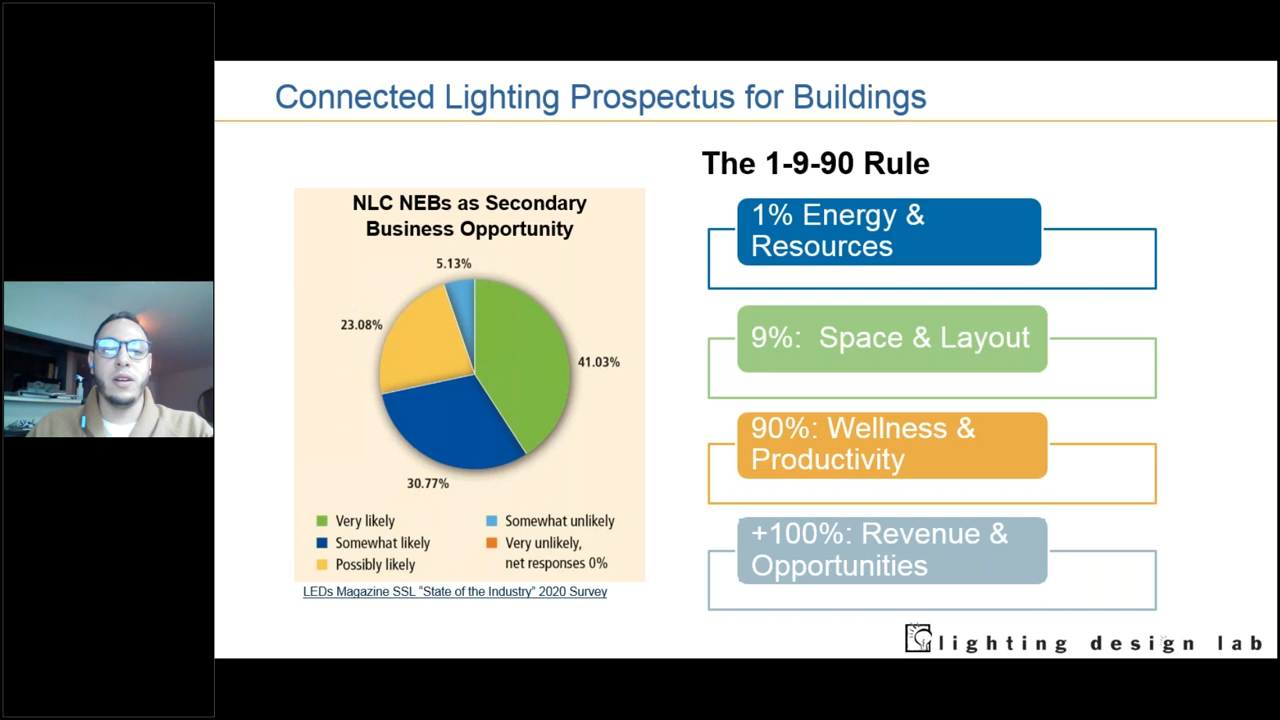 Connected Lighting Prospectus for Buildings
The 1-9-90 Rule
NLC NEBs as Secondary
Business Opportunity
5.13%
23.08%
41.03%
30.77%
Very likely
Somewhat likely
Possibly likely
Somewhat unlikely
Very unlikely,
net responses 0%
LEDs Magazine SSL "State of the Industry" 2020 Survey
1% Energy &
Resources
9%: Space & Layout
90%: Wellness &
Productivity
+100%: Revenue &
Opportunities
lighting design lab